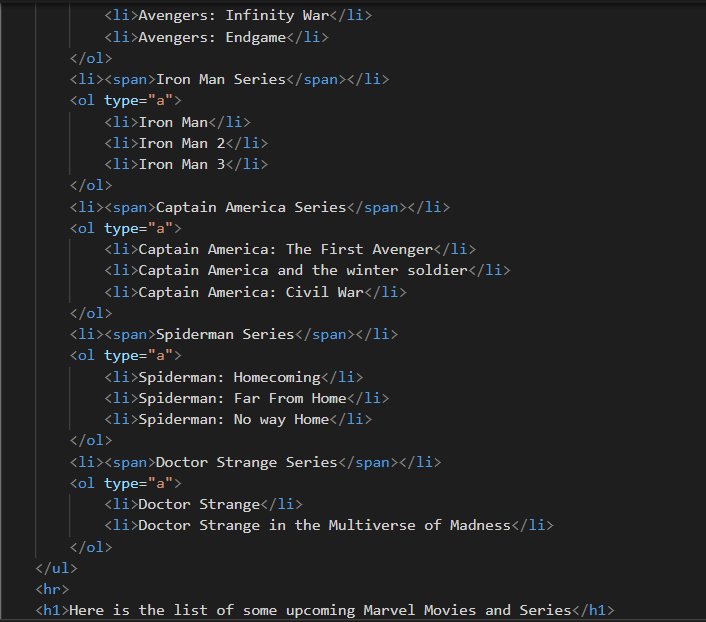 <li>Avengers: Infinity War</li>
<li>Avengers: Endgame</li>
</ol>
<li><span>Iron Man Series</span></li>
<ol type="a">
<li>Iron Man</li>
<li>Iron Man 2</li>
<li>Iron Man 3</li>
</ol>
<li><span>Captain America Series</span></li>
<ol type="a">
<li>Captain America: The First Avenger</li>
<li>Captain America and the winter soldier</li>
<li>Captain America: Civil War</li>
</ol>
<li><span>Spiderman Series</span></li>
<ol type="a">
<li>Spiderman: Homecoming</li>
<li>Spiderman: Far From Home</li>
<li>Spiderman: No way Home</li>
</ol>
<li><span>Doctor Strange Series</span></li>
<ol type="a">
<li>Doctor Strange</li>
<li>Doctor Strange in the Multiverse of Madness</li>
</ol>
</ul>
<hr>
<h1>Here is the list of some upcoming Marvel Movies and Series</h1>